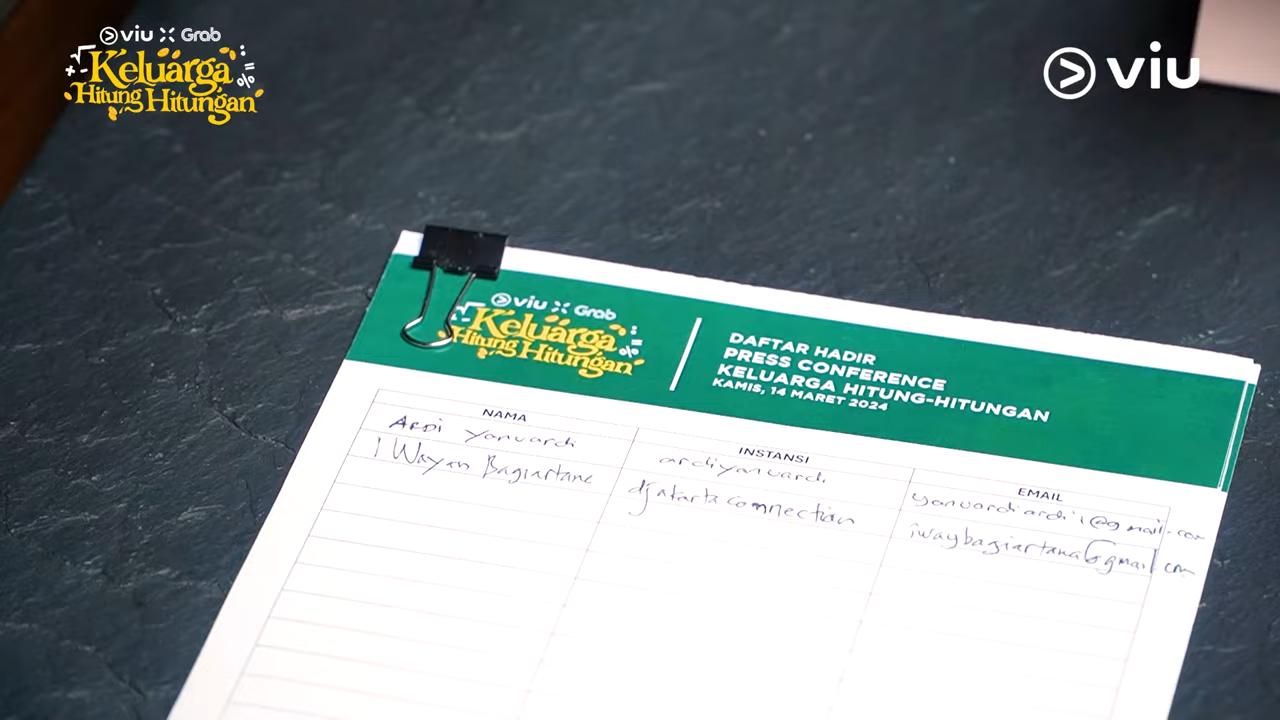 viu Grab
Keluarga
Hitung Hitungan
viu
viu Grab
Keluarga
Hitung Hitungan
DAFTAR HADIR
PRESS CONFERENCE
KELUARGA HITUNG-HITUNGAN
KAMIS, 14 MARET 2024
NAMA INSTANSI EMAIL
ARDI Yanuardi ardiyanuardi yanuardiardi1@gmail.com
I Wayan Bagiartana djakarta connection iwaybagiartana@gmail.com